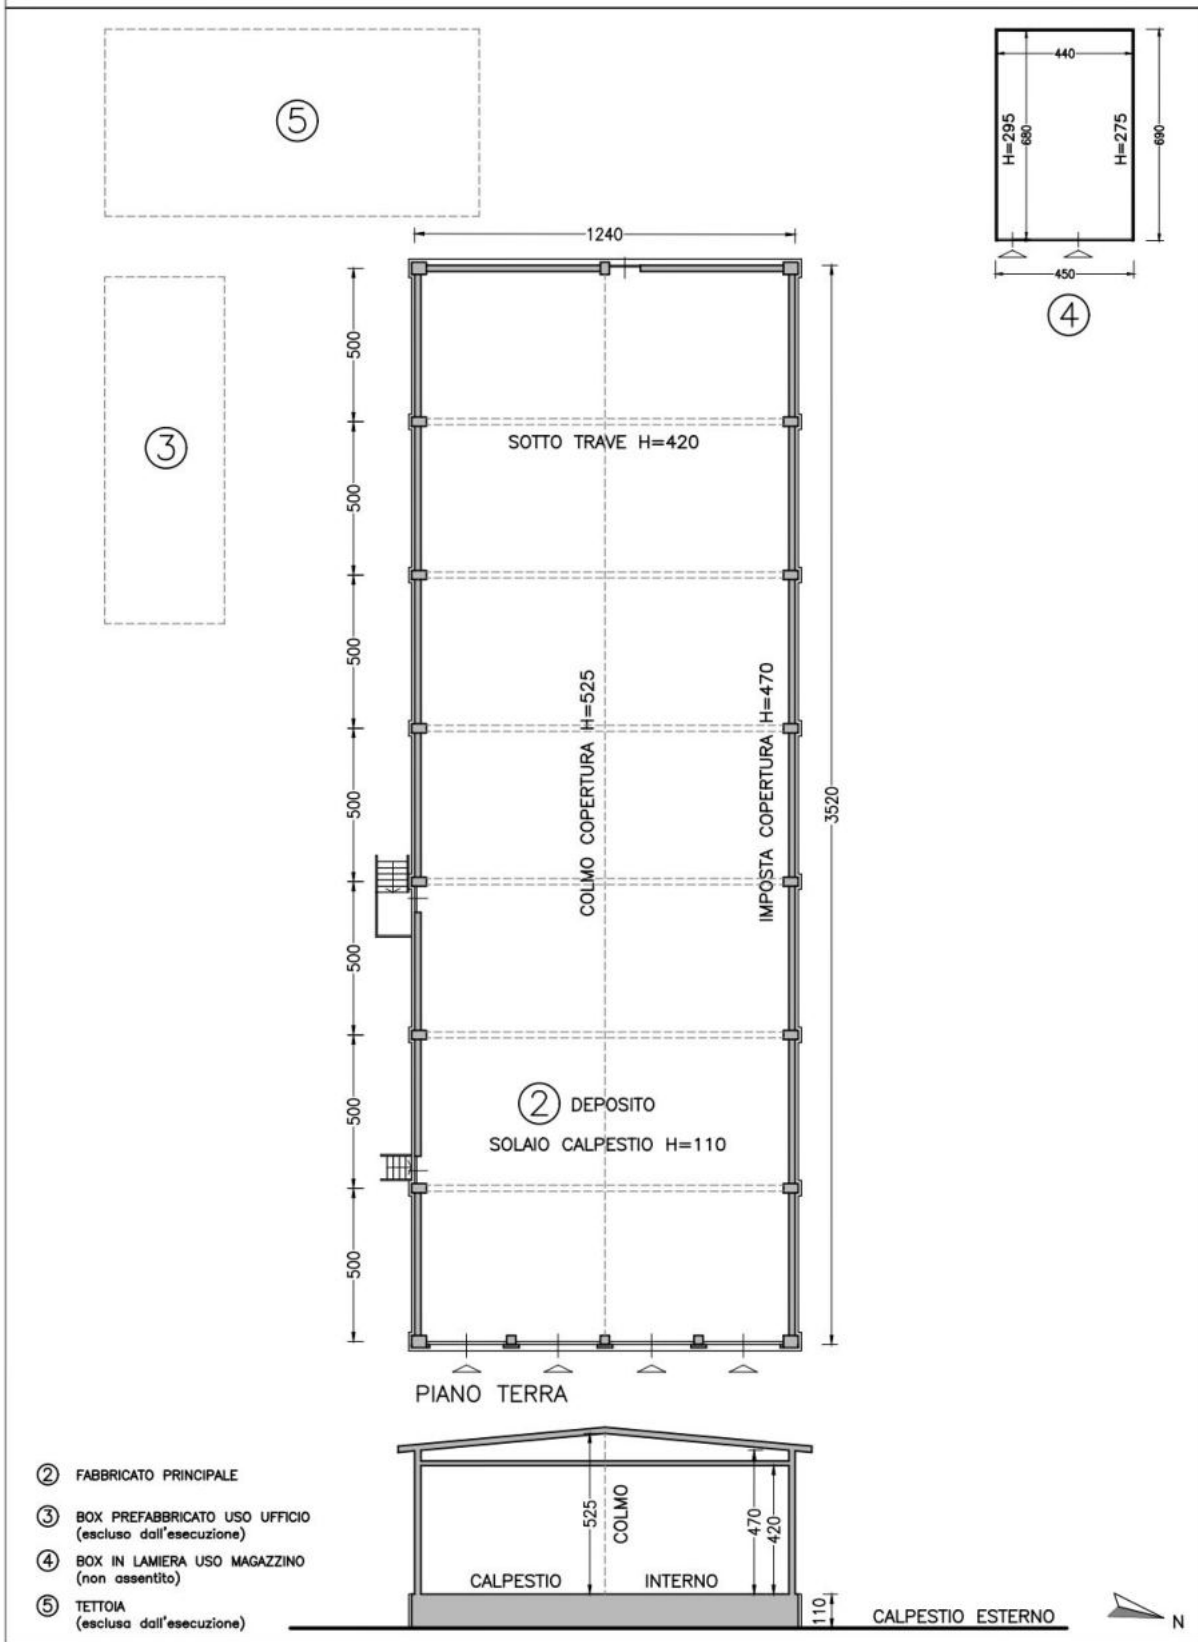 5
440
H=295
680
H=275
690
450
4
1240
500
500
500
500
500
500
500
3
SOTTO TRAVE H=420
COLMO COPERTURA H=525
IMPOSTA COPERTURA H=470
3520
2 DEPOSITO
SOLAIO CALPESTIO H=110
PIANO TERRA
525
COLMO
470
420
CALPESTIO INTERNO
110
CALPESTIO ESTERNO
N
2 FABBRICATO PRINCIPALE
3 BOX PREFABBRICATO USO UFFICIO
(escluso dall'esecuzione)
4 BOX IN LAMIERA USO MAGAZZINO
(non assentito)
5 TETTOIA
(esclusa dall'esecuzione)